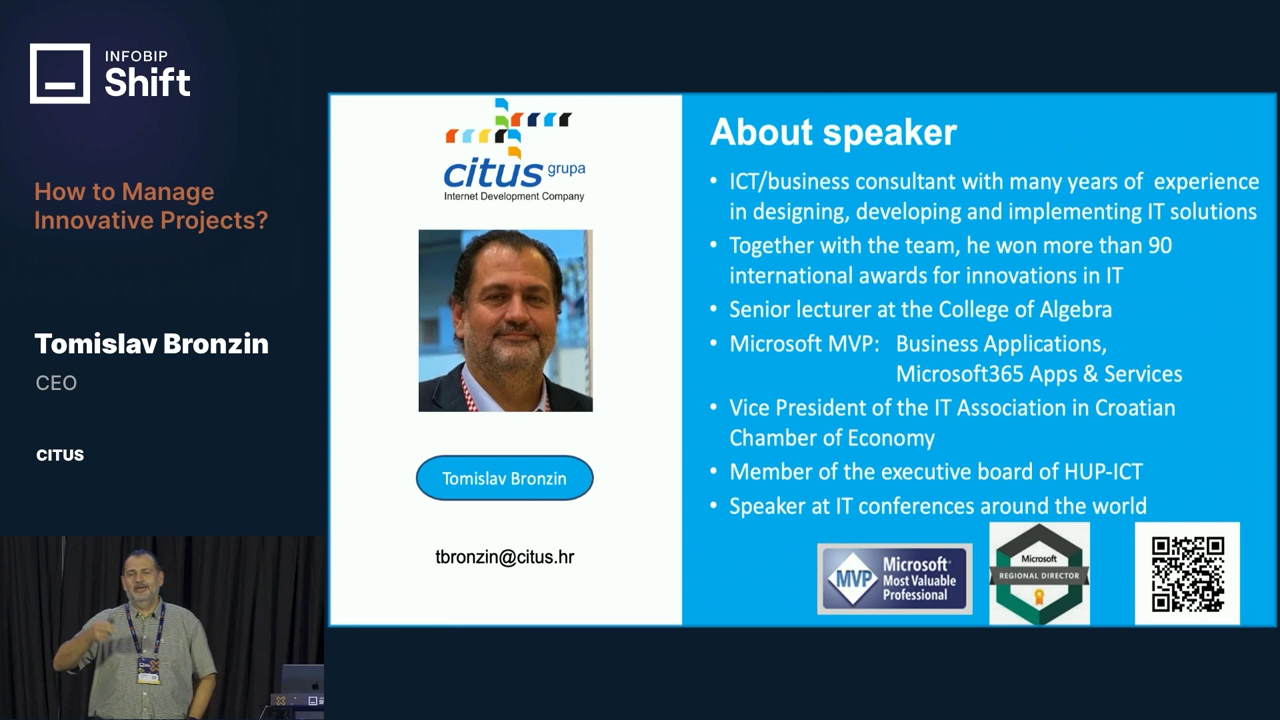 INFOBIP
Shift
How to Manage
Innovative Projects?
Tomislav Bronzin
CEO
CITUS
citus grupa
Internet Development Company
Tomislav Bronzin
tbronzin@citus.hr
About speaker
• ICT/business consultant with many years of experience
in designing, developing and implementing IT solutions
• Together with the team, he won more than 90
international awards for innovations in IT
• Senior lecturer at the College of Algebra
• Microsoft MVP: Business Applications,
Microsoft365 Apps & Services
• Vice President of the IT Association in Croatian
Chamber of Economy
• Member of the executive board of HUP-ICT
• Speaker at IT conferences around the world
MVP
Microsoft®
Most Valuable
Professional
Microsoft
REGIONAL DIRECTOR